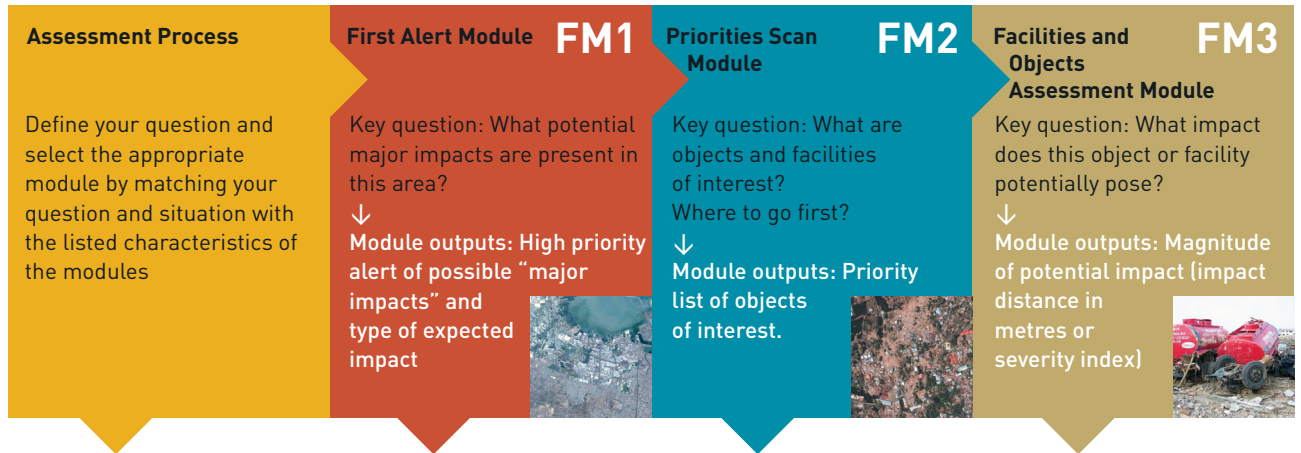 Assessment Process
Define your question and
select the appropriate
module by matching your
question and situation with
the listed characteristics of
the modules
First Alert Module FM1
Key question: What potential
major impacts are present in
this area?
↓
Module outputs: High priority
alert of possible “major
impacts” and
type of expected
impact
Priorities Scan FM2
Module
Key question: What are
objects and facilities
of interest?
Where to go first?
↓
Module outputs: Priority
list of objects
of interest.
Facilities and FM3
Objects
Assessment Module
Key question: What impact
does this object or facility
potentially pose?
↓
Module outputs: Magnitude
of potential impact (impact
distance in
metres or
severity index)